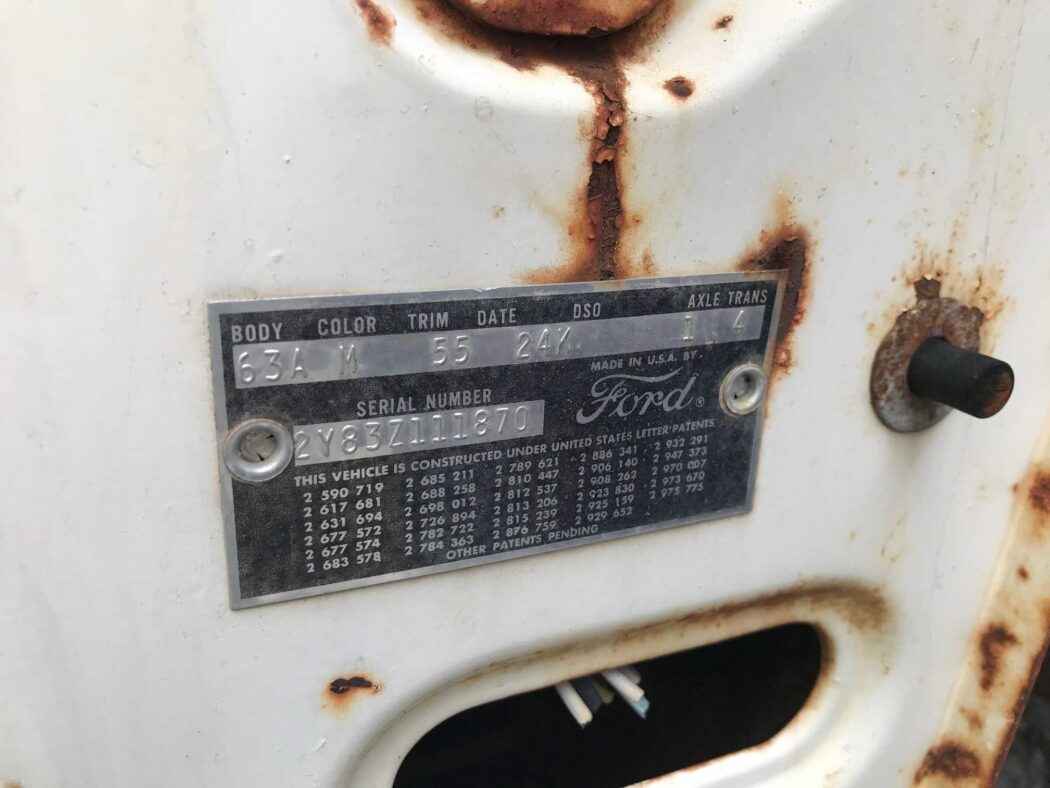 BODY COLOR TRIM DATE DSO AXLE TRANS
63A M 55 24K 1 4
MADE IN U.S.A. BY
Ford®
SERIAL NUMBER
2Y83Z111870
THIS VEHICLE IS CONSTRUCTED UNDER UNITED STATES LETTER PATENTS
2 590 719 2 685 211 2 789 621 2 886 341 2 932 291
2 617 681 2 688 258 2 810 447 2 906 140 2 947 373
2 631 694 2 698 012 2 812 537 2 908 262 2 970 007
2 677 572 2 726 894 2 813 206 2 923 830 2 973 670
2 677 574 2 782 722 2 815 239 2 925 159 2 975 775
2 683 578 2 784 363 2 876 759 2 929 652
OTHER PATENTS PENDING